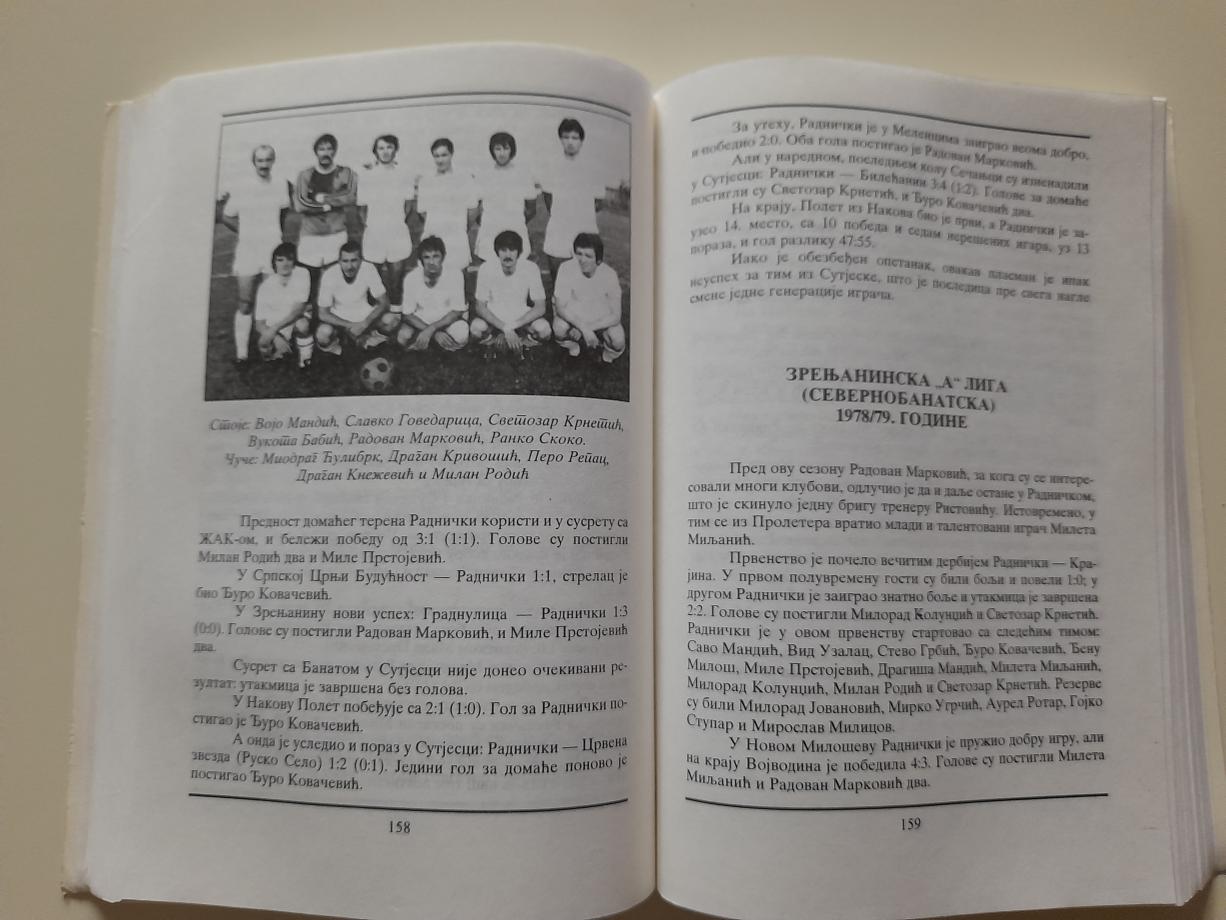 Стоје: Војо Мандић, Славко Говедарица, Светозар Крнетић,
Вукота Бабић, Радован Марковић, Ранко Скоко.
Чуче: Миодраг Ћулибрк, Драган Кривошић, Перо Репац,
Драган Кнежевић и Милан Родић
Предност домаћег терена Раднички користи и у сусрету са
ЖАК-ом, и бележи победу од 3:1 (1:1). Голове су постигли
Милан Родић два и Миле Прстојевић.
У Српској Црњи Будућност — Раднички 1:1, стрелац је
био Ђуро Ковачевић.
У Зрењанину нови успех: Граднулица — Раднички 1:3
(0:0). Голове су постигли Радован Марковић, и Миле Прстојевић
два.
Сусрет са Банатом у Сутјесци није донео очекивани ре-
зултат: утакмица је завршена без голова.
У Накову Полет побеђује са 2:1 (1:0). Гол за Раднички по-
стигао је Ђуро Ковачевић.
А онда је уследио и пораз у Сутјесци: Раднички — Црвена
звезда (Руско Село) 1:2 (0:1). Једини гол за домаће поново је
постигао Ђуро Ковачевић.
158
За утеху, Раднички је у Меленцима заиграо веома добро,
и победио 2:0. Оба гола постигао је Радован Марковић.
Али у наредном, последњем колу Сечањци су изненадили
у Сутјесци: Раднички — Билећанин 3:4 (1:2). Голове за домаће
постигли су Светозар Крнетић, и Ђуро Ковачевић два.
На крају, Полет из Накова био је први, а Раднички је за-
узео 14. место, са 10 победа и седам нерешених игара, уз 13
пораза, и гол разлику 47:55.
Иако је обезбеђен опстанак, овакав пласман је ипак
неуспех за тим из Сутјеске, што је последица пре свега нагле
смене једне генерације играча.
ЗРЕЊАНИНСКА „А“ ЛИГА
(СЕВЕРНОБАНАТСКА)
1978/79. ГОДИНЕ
Пред ову сезону Радован Марковић, за кога су се интере-
совали многи клубови, одлучио је да и даље остане у Радничком,
што је скинуло једну бригу тренеру Ристовићу. Истовремено, у
тим се из Пролетера вратио млади и талентовани играч Милета
Миљанић.
Првенство је почело вечитим дербијем Раднички — Кра-
јина. У првом полувремену гости су били бољи и повели 1:0; у
другом Раднички је заиграо знатно боље и утакмица је завршена
2:2. Голове су постигли Милорад Колунџић и Светозар Крнетић.
Раднички је у овом првенству стартовао са следећим тимом:
Саво Мандић, Вид Узалац, Стево Грбић, Ђуро Ковачевић, Ђену
Милош, Миле Прстојевић, Драгиша Мандић, Милета Миљанић,
Милорад Колунџић, Милан Родић и Светозар Крнетић. Резерве
су били Милорад Јовановић, Мирко Угрчић, Аурел Ротар, Гојко
Ступар и Мирослав Милицов.
У Новом Милошеву Раднички је пружио добру игру, али
на крају Војводина је победила 4:3. Голове су постигли Милета
Миљанић и Радован Марковић два.
159